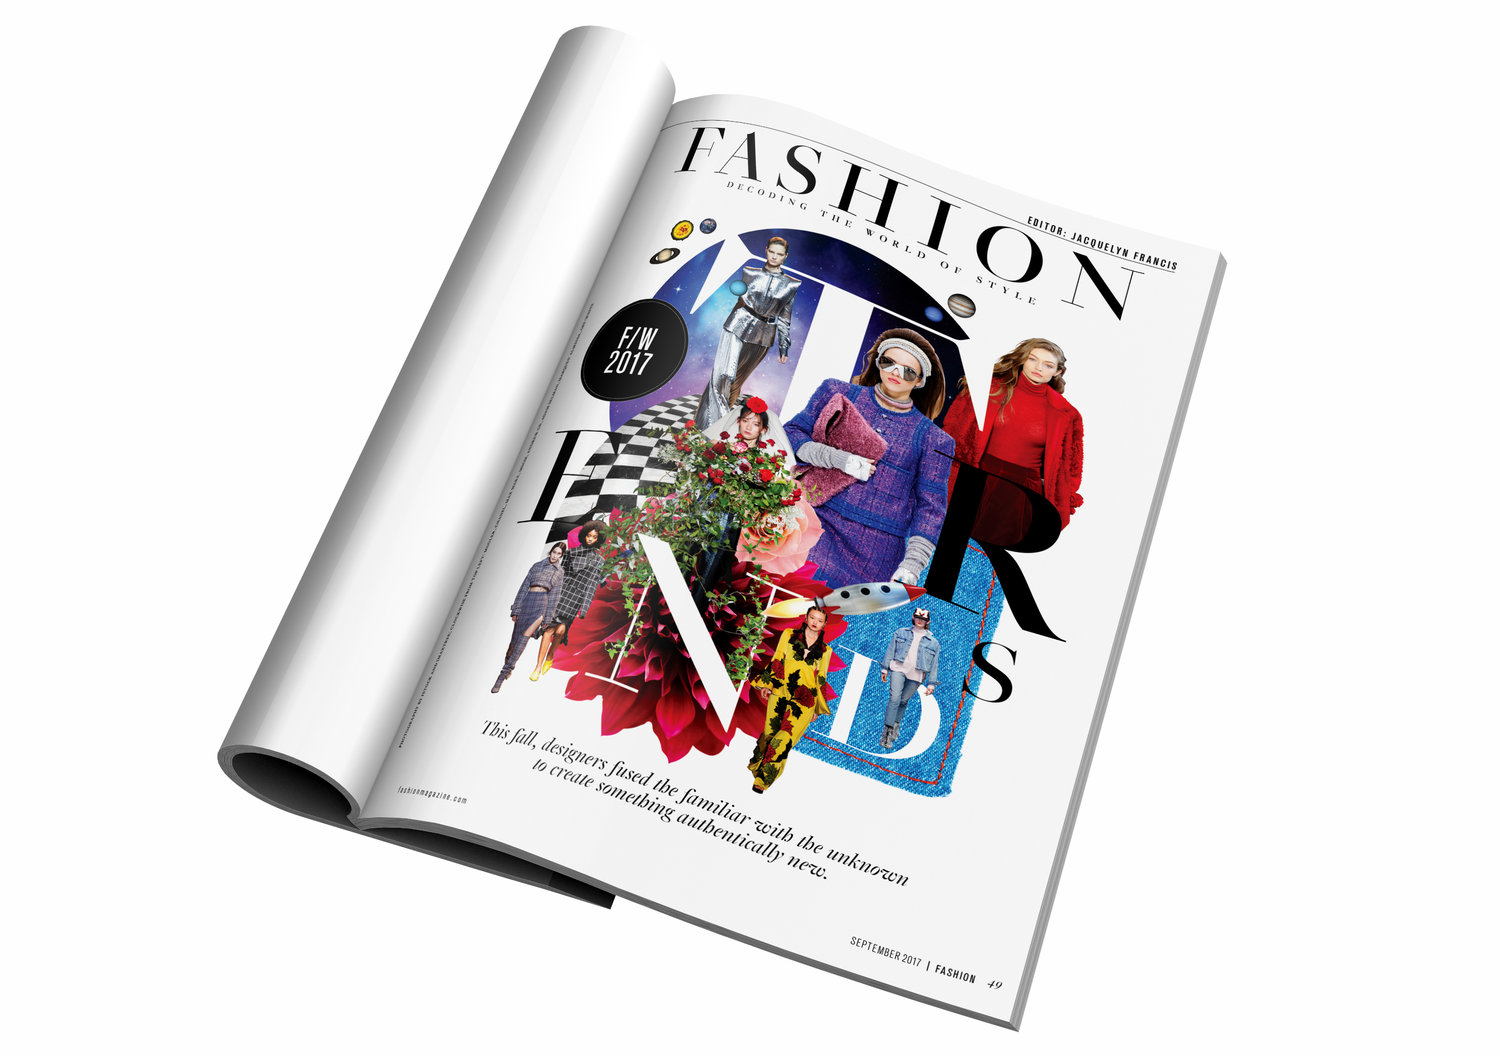 FASHION
DECODING THE WORLD OF STYLE
EDITOR: JACQUELYN FRANCIS
F/W
2017
TRENDS
This fall, designers fused the familiar with the unknown
to create something authentically new.
fashionmagazine.com
SEPTEMBER 2017 | FASHION 49